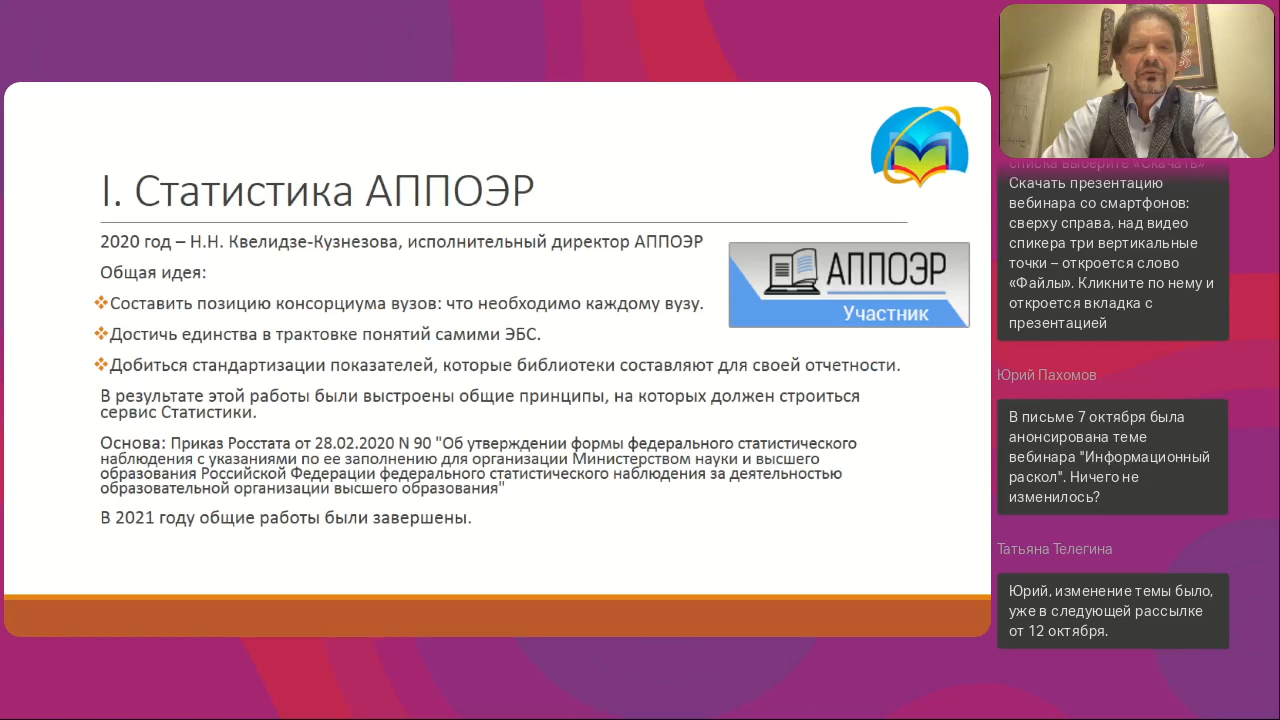 I. Статистика АППОЭР
2020 год – Н.Н. Квелидзе-Кузнезова, исполнительный директор АППОЭР
Общая идея:
Составить позицию консорциума вузов: что необходимо каждому вузу.
Достичь единства в трактовке понятий самими ЭБС.
Добиться стандартизации показателей, которые библиотеки составляют для своей отчетности.
В результате этой работы были выстроены общие принципы, на которых должен строиться
сервис Статистики.
Основа: Приказ Росстата от 28.02.2020 N 90 "Об утверждении формы федерального статистического
наблюдения с указаниями по ее заполнению для организации Министерством науки и высшего
образования Российской Федерации федерального статистического наблюдения за деятельностью
образовательной организации высшего образования"
В 2021 году общие работы были завершены.
АППОЭР
Участник
списка выберите «Скачать»
Скачать презентацию
вебинара со смартфонов:
сверху справа, над видео
спикера три вертикальные
точки – откроется слово
«Файлы». Кликните по нему и
откроется вкладка с
презентацией
Юрий Пахомов
В письме 7 октября была
анонсирована теме
вебинара "Информационный
раскол". Ничего не
изменилось?
Татьяна Телегина
Юрий, изменение темы было,
уже в следующей рассылке
от 12 октября.